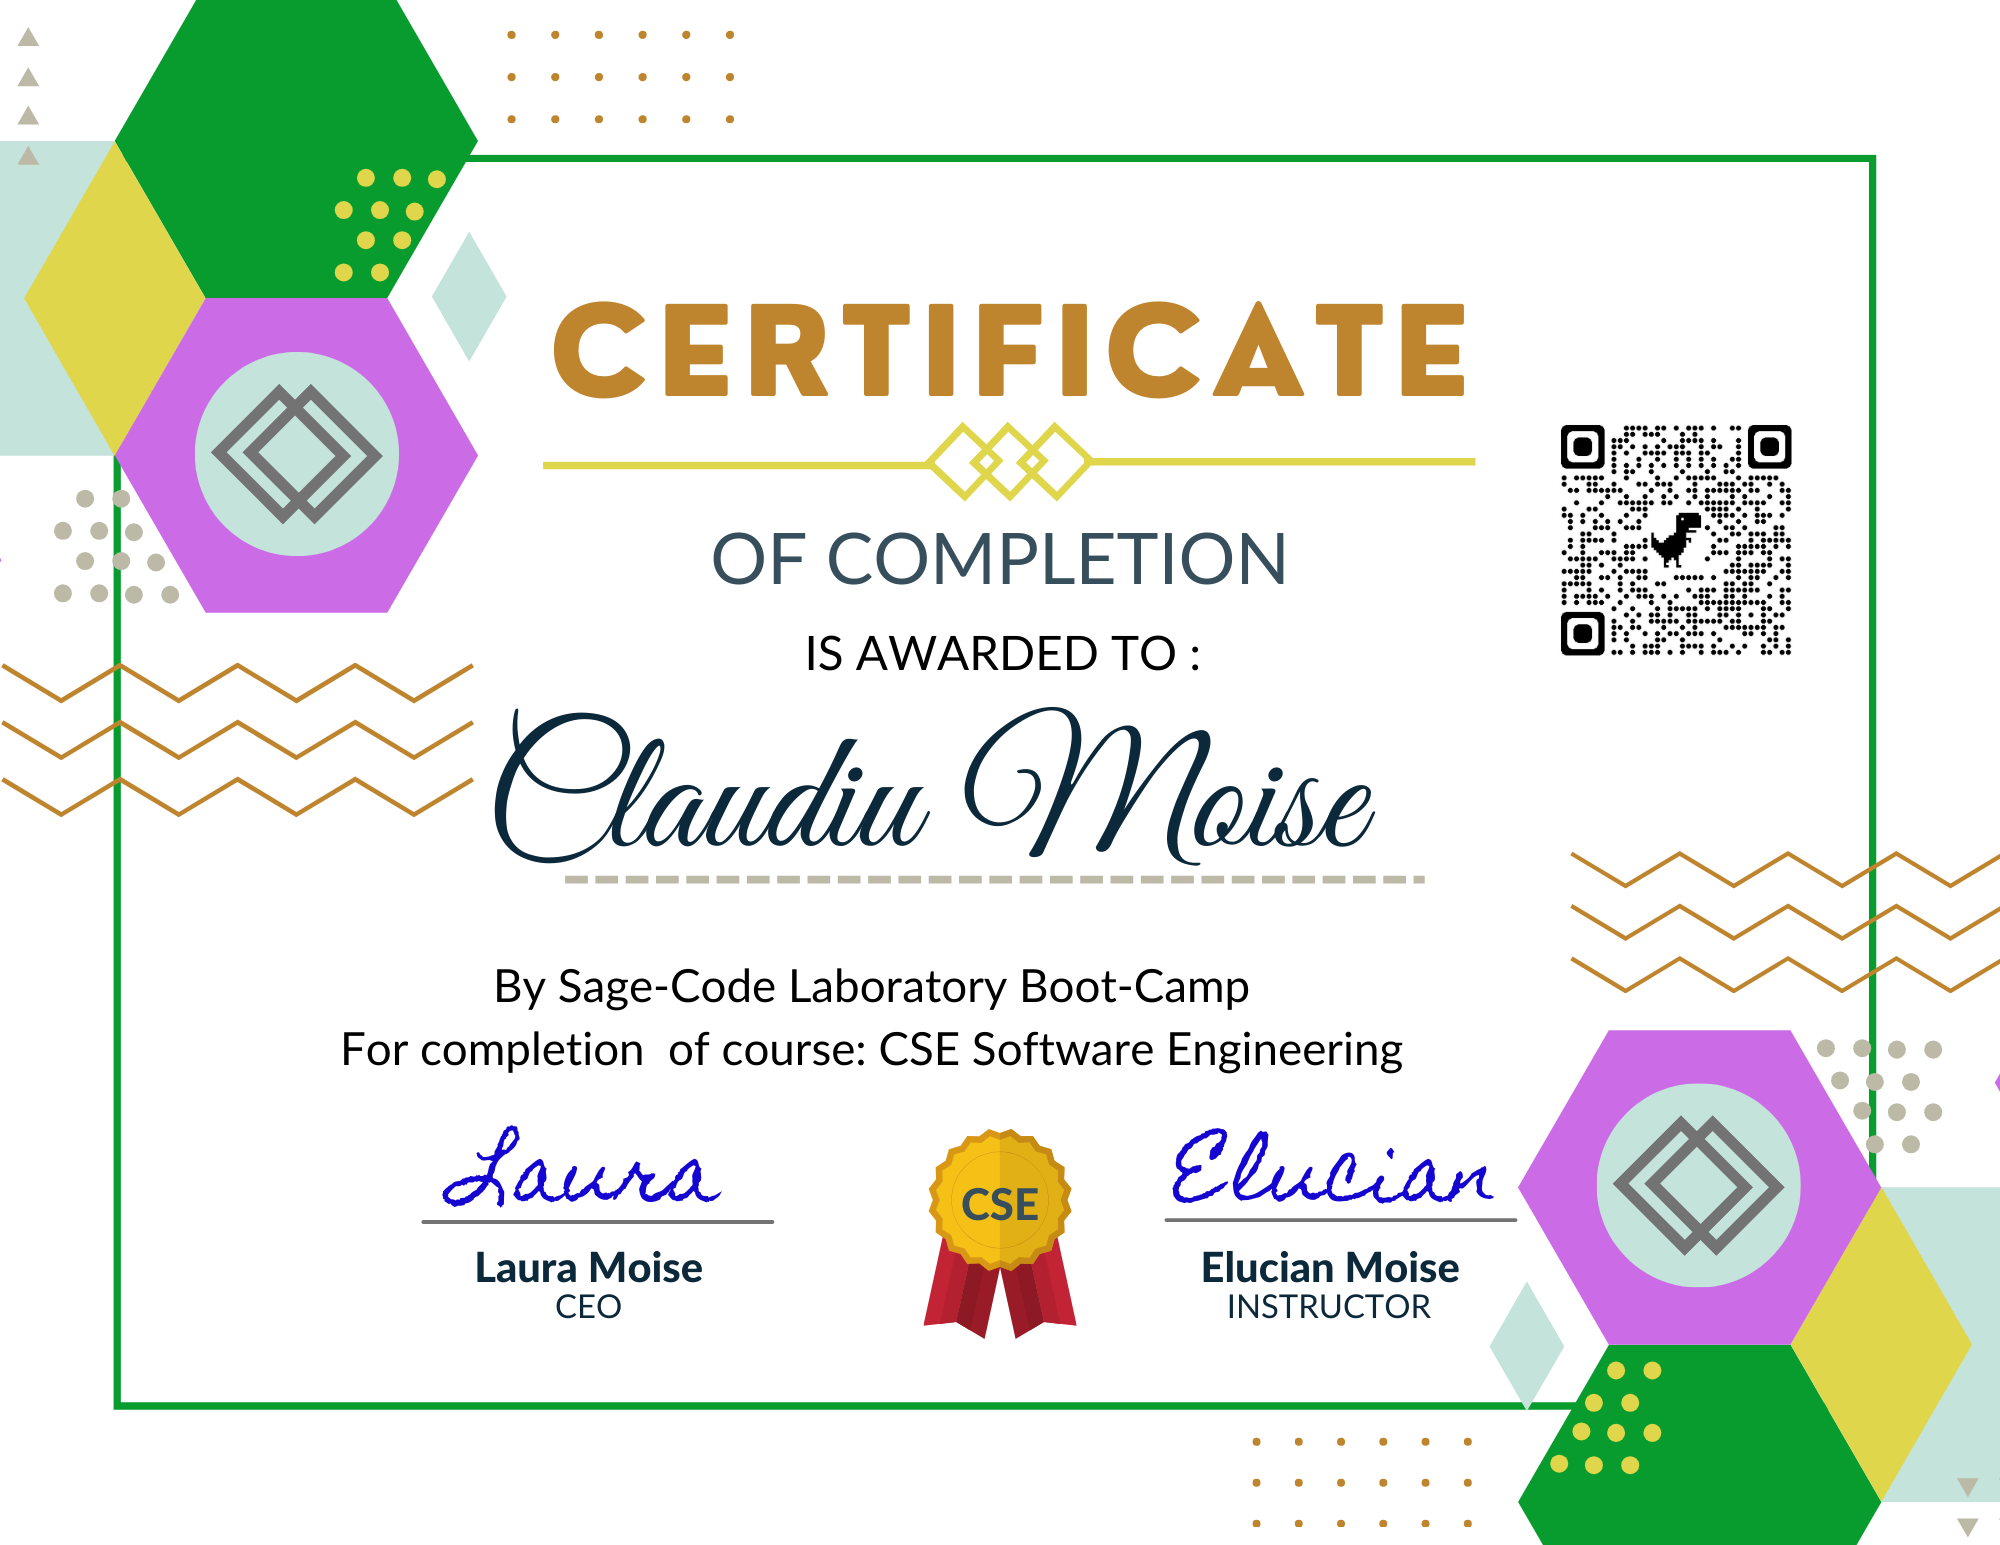 CERTIFICATE
OF COMPLETION
IS AWARDED TO :
Claudiu Moise
By Sage-Code Laboratory Boot-Camp
For completion  of course: CSE Software Engineering
Laura
CSE
Elucian
Laura Moise
Elucian Moise
CEO
INSTRUCTOR